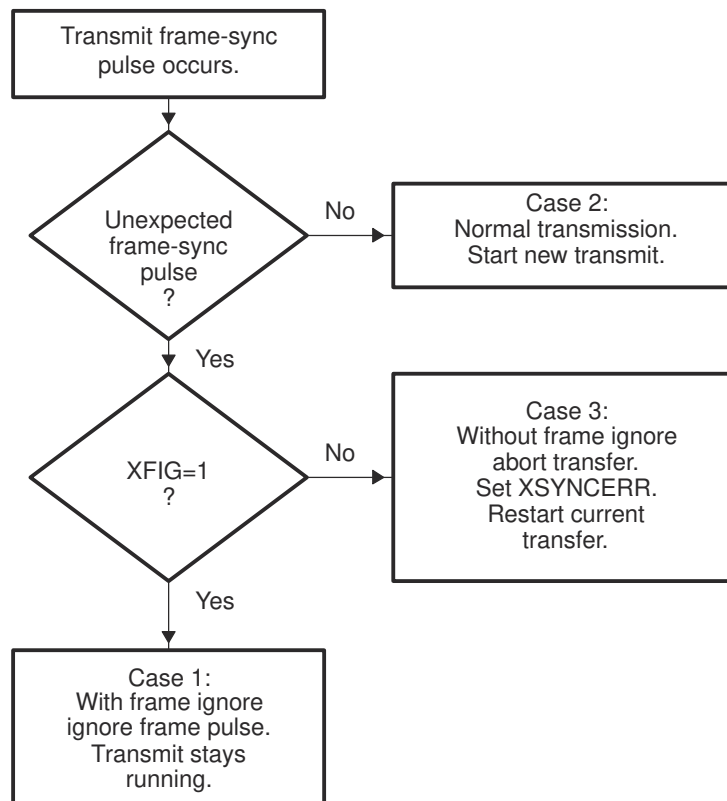 Transmit frame-sync
pulse occurs.
Unexpected
frame-sync
pulse
?
No
Case 2:
Normal transmission.
Start new transmit.
Yes
XFIG=1
?
No
Case 3:
Without frame ignore
abort transfer.
Set XSYNCERR.
Restart current
transfer.
Yes
Case 1:
With frame ignore
ignore frame pulse.
Transmit stays
running.